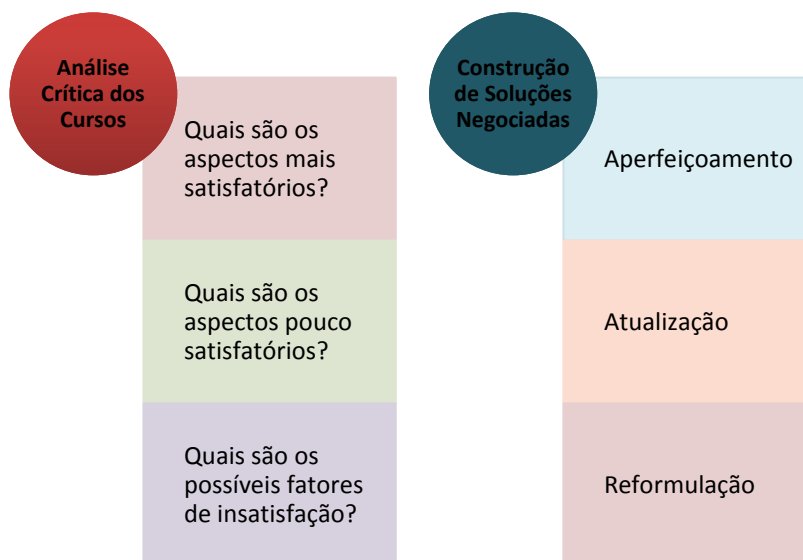 Análise
Crítica dos
Cursos
Quais são os
aspectos mais
satisfatórios?
Quais são os
aspectos pouco
satisfatórios?
Quais são os
possíveis fatores
de insatisfação?
Construção
de Soluções
Negociadas
Aperfeiçoamento
Atualização
Reformulação